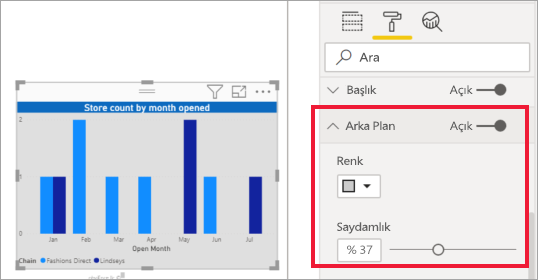 Store count by month opened
2
1
0
Jan Feb Mar Apr May Jun Jul
Open Month
Chain Fashions Direct Lindseys
Ara
Başlık Açık
Arka Plan Açık
Renk
Saydamlık
% 37